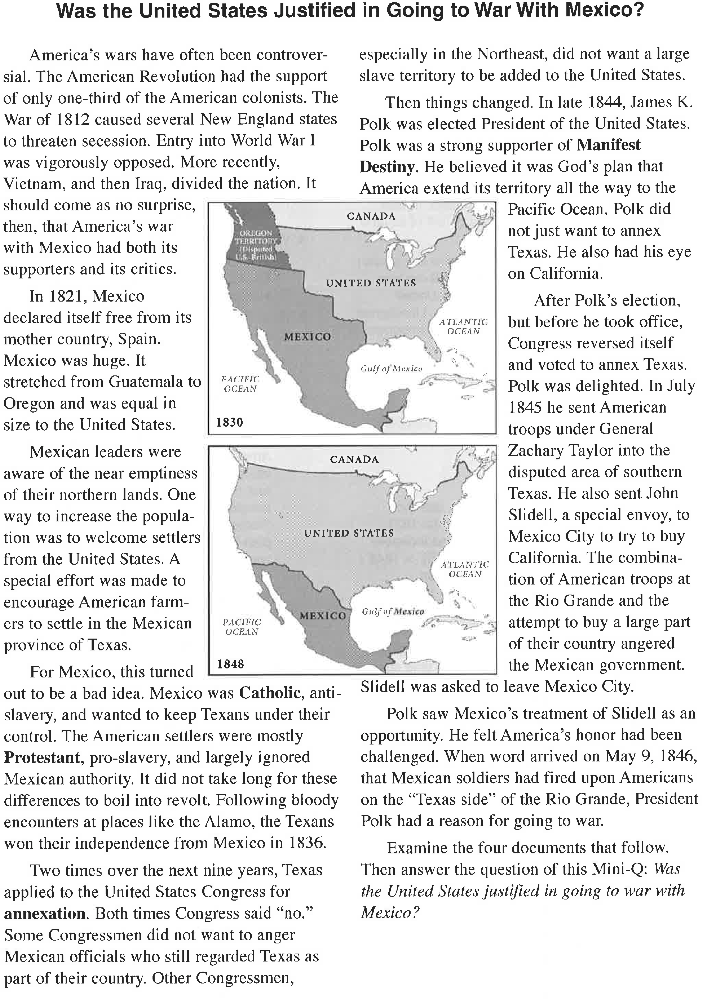 Was the United States Justified in Going to War With Mexico?
America's wars have often been controver-
sial. The American Revolution had the support
of only one-third of the American colonists. The
War of 1812 caused several New England states
to threaten secession. Entry into World War I
was vigorously opposed. More recently,
Vietnam, and then Iraq, divided the nation. It
should come as no surprise,
then, that America's war
with Mexico had both its
supporters and its critics.
In 1821, Mexico
declared itself free from its
mother country, Spain.
Mexico was huge. It
stretched from Guatemala to
Oregon and was equal in
size to the United States.
Mexican leaders were
aware of the near emptiness
of their northern lands. One
way to increase the popula-
tion was to welcome settlers
from the United States. A
special effort was made to
encourage American farm-
ers to settle in the Mexican
province of Texas.
For Mexico, this turned
out to be a bad idea. Mexico was Catholic, anti-
slavery, and wanted to keep Texans under their
control. The American settlers were mostly
Protestant, pro-slavery, and largely ignored
Mexican authority. It did not take long for these
differences to boil into revolt. Following bloody
encounters at places like the Alamo, the Texans
won their independence from Mexico in 1836.
Two times over the next nine years, Texas
applied to the United States Congress for
annexation. Both times Congress said "no."
Some Congressmen did not want to anger
Mexican officials who still regarded Texas as
part of their country. Other Congressmen,
CANADA
OREGON
TERRITORY
(Disputed
U.S.-British)
UNITED STATES
ATLANTIC
OCEAN
MEXICO
Gulf of Mexico
PACIFIC
OCEAN
1830
CANADA
UNITED STATES
ATLANTIC
OCEAN
Gulf of Mexico
MEXICO
PACIFIC
OCEAN
1848
especially in the Northeast, did not want a large
slave territory to be added to the United States.
Then things changed. In late 1844, James K.
Polk was elected President of the United States.
Polk was a strong supporter of Manifest
Destiny. He believed it was God's plan that
America extend its territory all the way to the
Pacific Ocean. Polk did
not just want to annex
Texas. He also had his eye
on California.
After Polk's election,
but before he took office,
Congress reversed itself
and voted to annex Texas.
Polk was delighted. In July
1845 he sent American
troops under General
Zachary Taylor into the
disputed area of southern
Texas. He also sent John
Slidell, a special envoy, to
Mexico City to try to buy
California. The combina-
tion of American troops at
the Rio Grande and the
attempt to buy a large part
of their country angered
the Mexican government.
Slidell was asked to leave Mexico City.
Polk saw Mexico's treatment of Slidell as an
opportunity. He felt America's honor had been
challenged. When word arrived on May 9, 1846,
that Mexican soldiers had fired upon Americans
on the "Texas side" of the Rio Grande, President
Polk had a reason for going to war.
Examine the four documents that follow.
Then answer the question of this Mini-Q: Was
the United States justified in going to war with
Mexico?